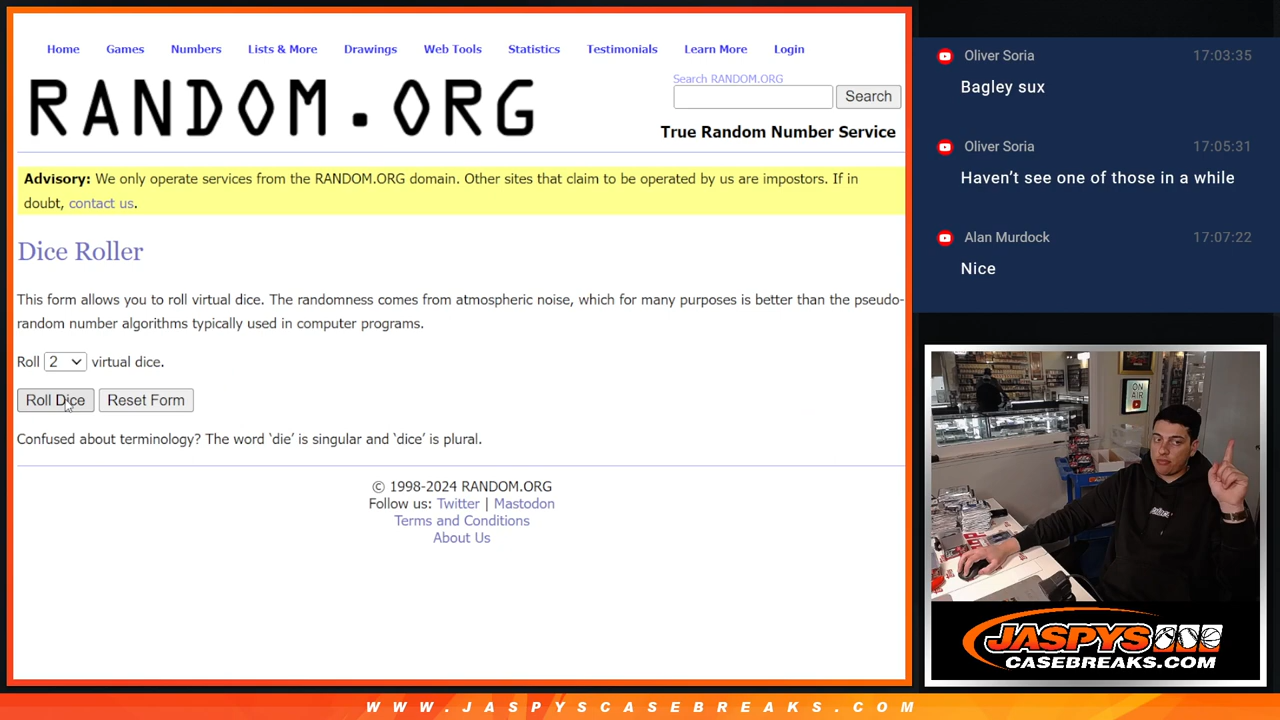 Home Games Numbers Lists & More Drawings Web Tools Statistics Testimonials Learn More Login
RANDOM.ORG
Search RANDOM.ORG
Search
True Random Number Service
Advisory: We only operate services from the RANDOM.ORG domain. Other sites that claim to be operated by us are impostors. If in
doubt, contact us.
Dice Roller
This form allows you to roll virtual dice. The randomness comes from atmospheric noise, which for many purposes is better than the pseudo-
random number algorithms typically used in computer programs.
Roll 2 virtual dice.
Roll Dice Reset Form
Confused about terminology? The word ‘die’ is singular and ‘dice’ is plural.
© 1998-2024 RANDOM.ORG
Follow us: Twitter | Mastodon
Terms and Conditions
About Us
Oliver Soria 17:03:35
Bagley sux
Oliver Soria 17:05:31
Haven’t see one of those in a while
Alan Murdock 17:07:22
Nice
ON
AIR
JASPYS
CASEBREAKS.COM
WWW.JASPYSCASEBREAKS.COM